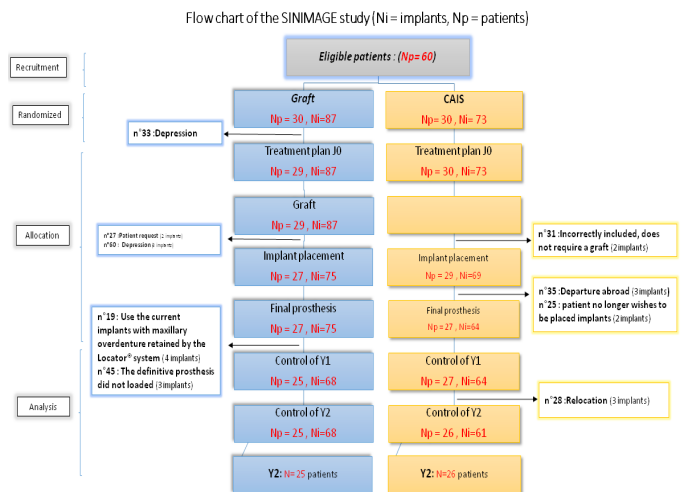 Flow chart of the SINIMAGE study (Ni = implants, Np = patients)
Eligible patients : (Np= 60)
Recruitment
Randomized
Graft
Np = 30 , Ni= 87
CAIS
Np= 30 , Ni= 73
n°33 :Depression
Treatment plan J0
Np = 29 , Ni=87
Treatment plan J0
Np = 30 , Ni=73
Allocation
Graft
Np = 29 , Ni=87
n°27 :Patient request (2 implants)
n°60 : Depression implants)
n°31 :Incorrectly included, does
not require a graft (2implants)
Implant placement
Np = 27 , Ni=75
Implant placement
Np = 29 , Ni=69
n°35 :Departure abroad (3implants)
n°25 : patient no longer wishes to
be placed implants (2implants)
Final prosthesis
Np = 27 , Ni=75
Final prosthesis
Np = 27 , Ni=64
n°19 : Use the current
implants with maxillary
overdenture retained by the
Locator® system (4 implants)
n°45 : The definitive prosthesis
did not loaded (3implants)
Analysis
Control of Y1
Np = 25 , Ni=68
Control of Y1
Np = 27 , Ni=64
n°28 :Relocation (3implants)
Control of Y2
Np = 25 , Ni=68
Control of Y2
Np = 26 , Ni=61
Y2: N= 25 patients
Y2: N=26 patients